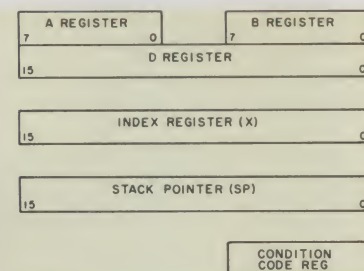 A REGISTER
7 0
B REGISTER
7 0
D REGISTER
15 0
INDEX REGISTER (X)
15 0
STACK POINTER (SP)
15 0
CONDITION
CODE REG